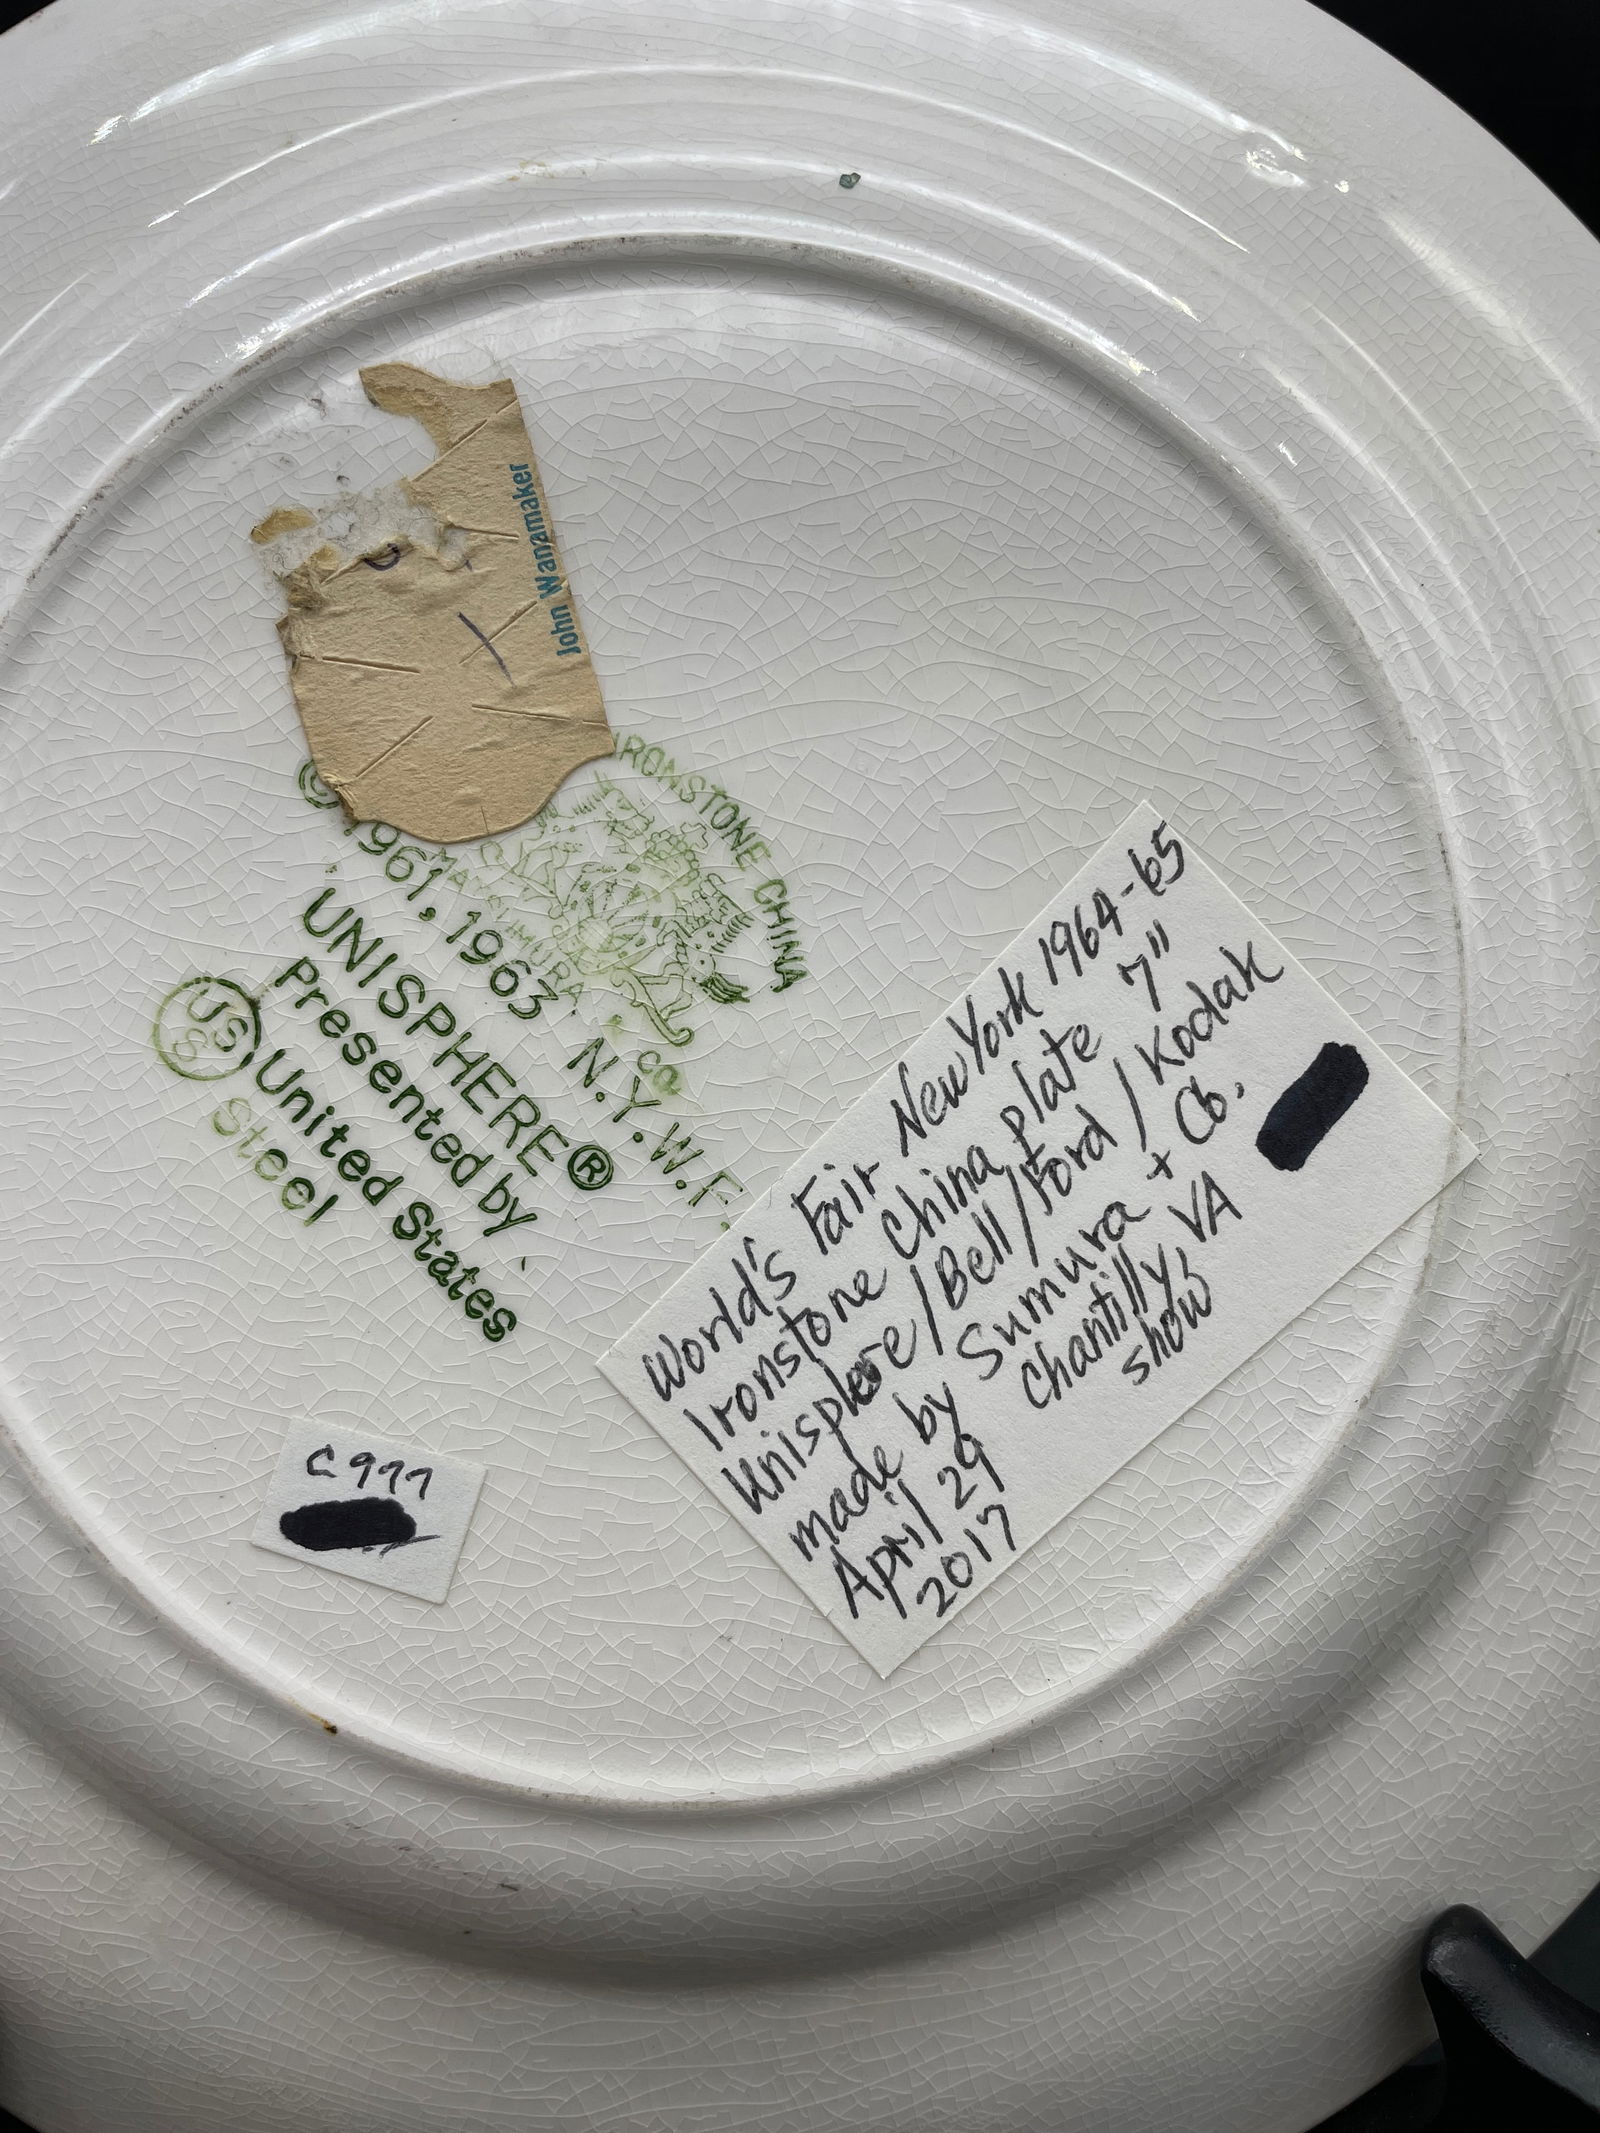 John Wanamaker
IRONSTONE CHINA
© 1961, 1963 N.Y.W.F.
UNISPHERE®
Presented by
USS United States
Steel
IMURA
& Co
World's Fair New York 1964-65
Ironstone China plate 7"
Unisphere/Bell/Ford/Kodak
made by Sumura + Co.
April 29 Chantilly, VA
2017 show
C977